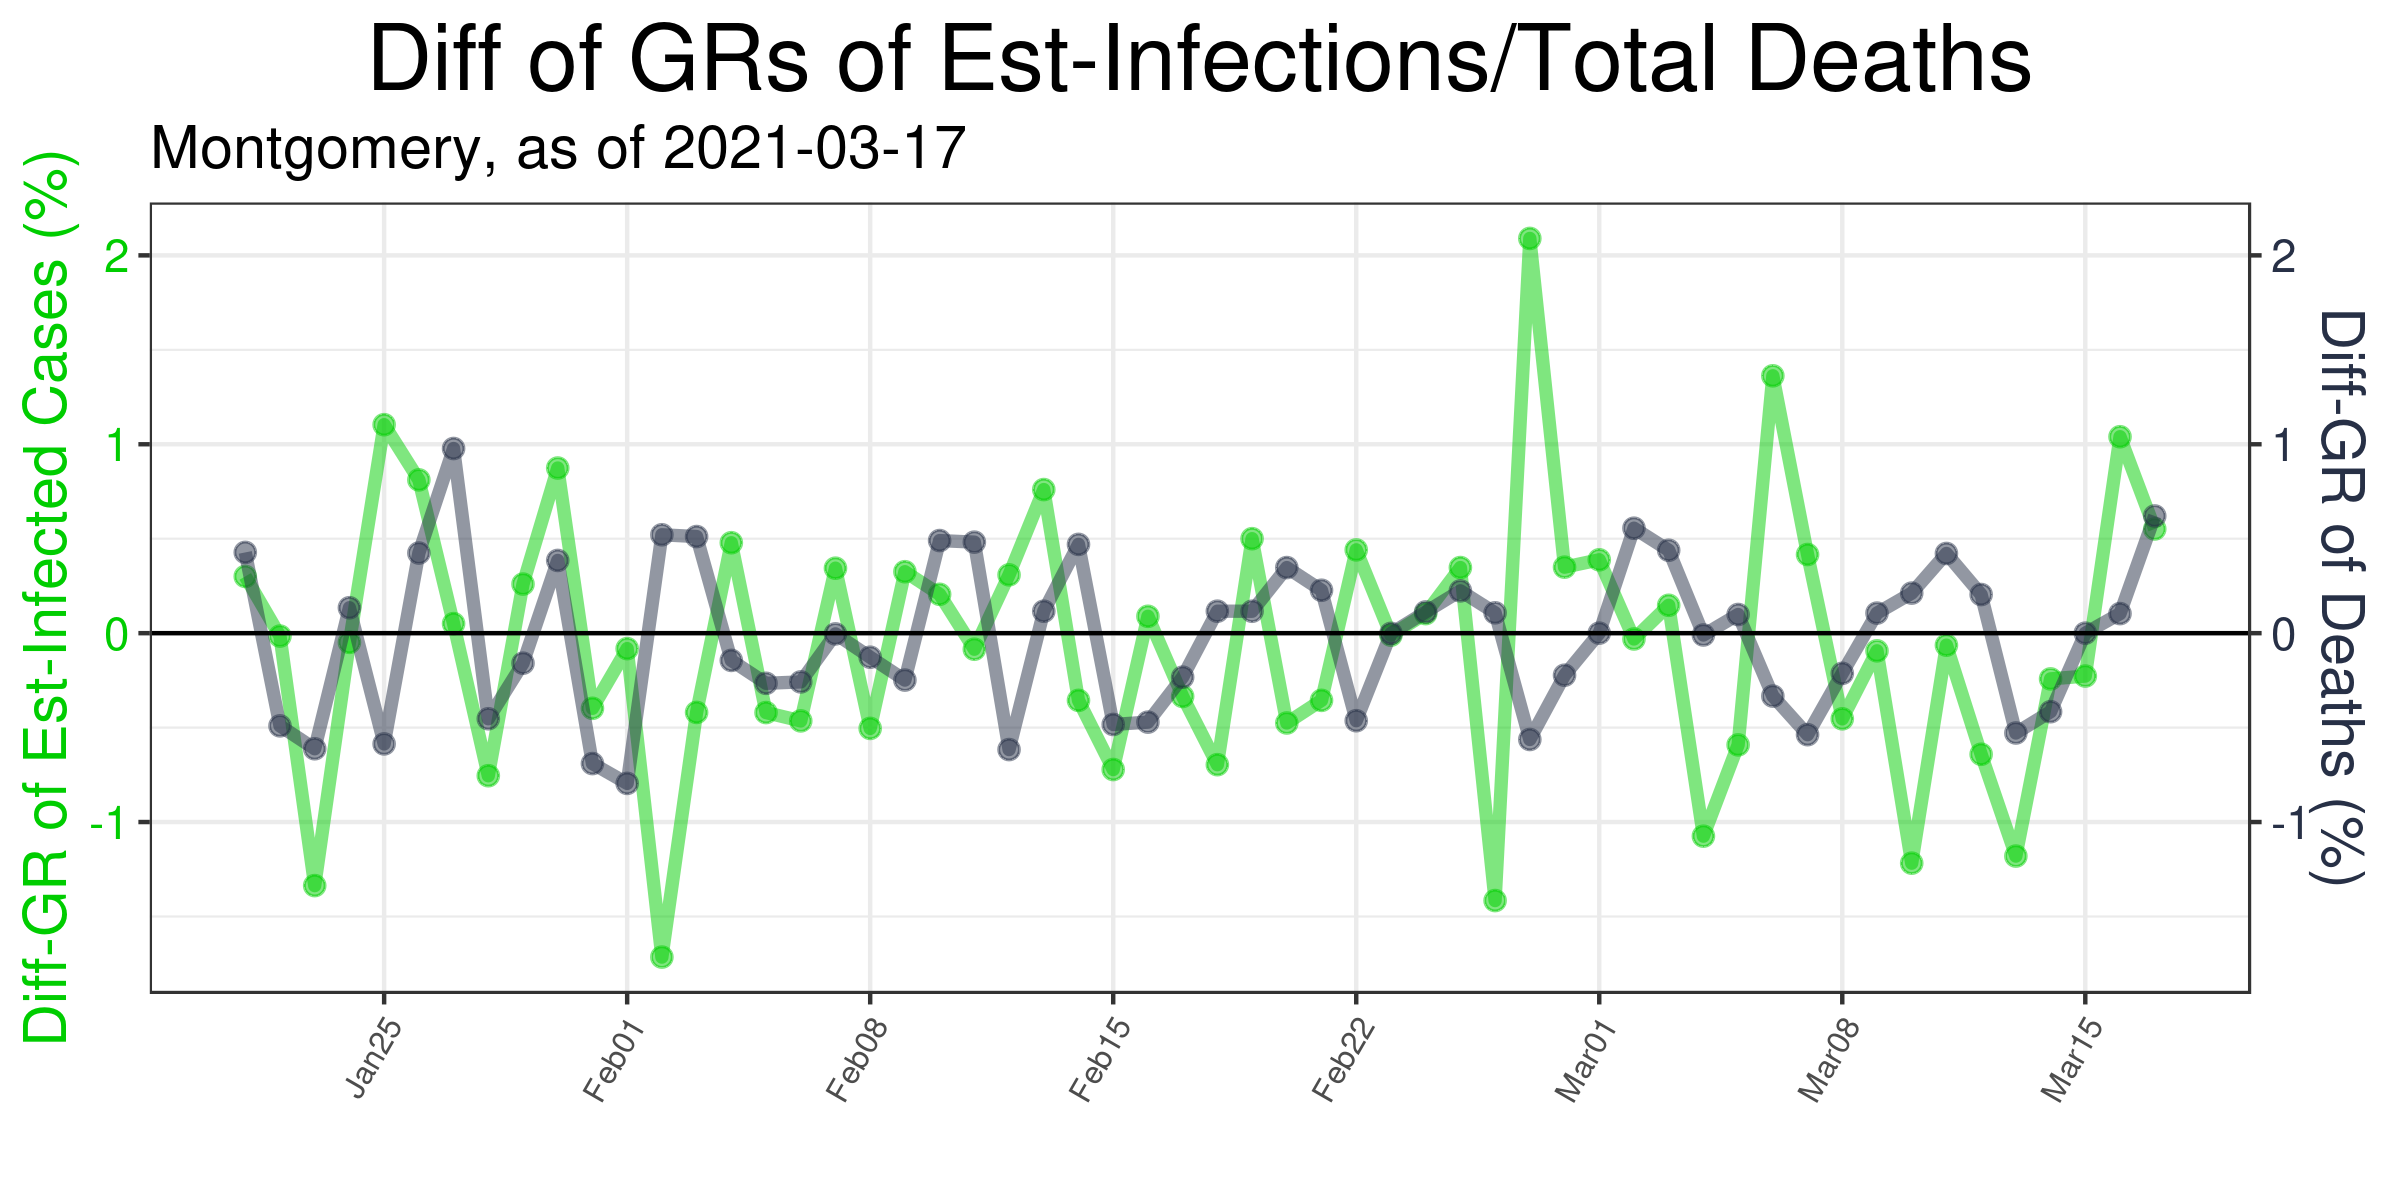 Diff of GRs of Est-Infections/Total Deaths
Montgomery, as of 2021-03-17
Diff-GR of Est-Infected Cases (%)
2
1
0
-1
2
1
0
-1
Diff-GR of Deaths (%)
Jan25
Feb01
Feb08
Feb15
Feb22
Mar01
Mar08
Mar15